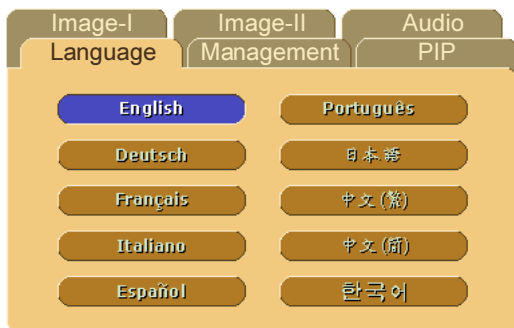 Image-I Image-II Audio
Language Management PIP
English Português
Deutsch 日本語
Français 中文(繁)
Italiano 中文(简)
Español 한국어